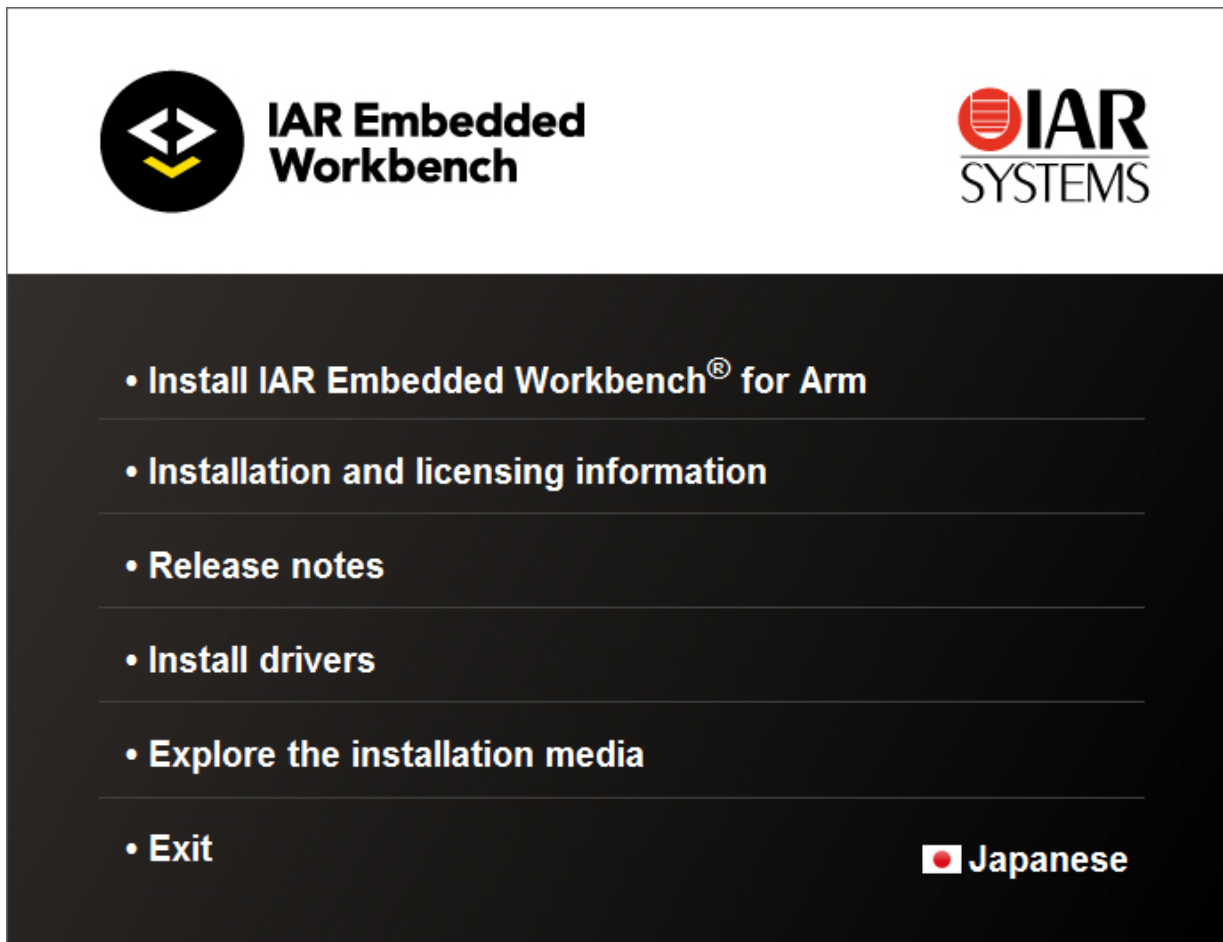 IAR Embedded
Workbench
IAR
SYSTEMS
• Install IAR Embedded Workbench® for Arm
• Installation and licensing information
• Release notes
• Install drivers
• Explore the installation media
• Exit
Japanese